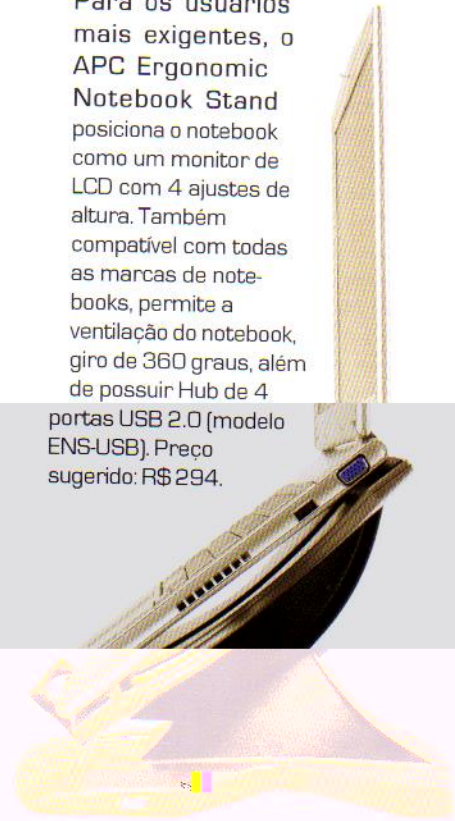 Para os usuários
mais exigentes, o
APC Ergonomic
Notebook Stand
posiciona o notebook
como um monitor de
LCD com 4 ajustes de
altura. Também
compatível com todas
as marcas de note-
books, permite a
ventilação do notebook,
giro de 360 graus, além
de possuir Hub de 4
portas USB 2.0 (modelo
ENS-USB). Preço
sugerido: R$ 294.